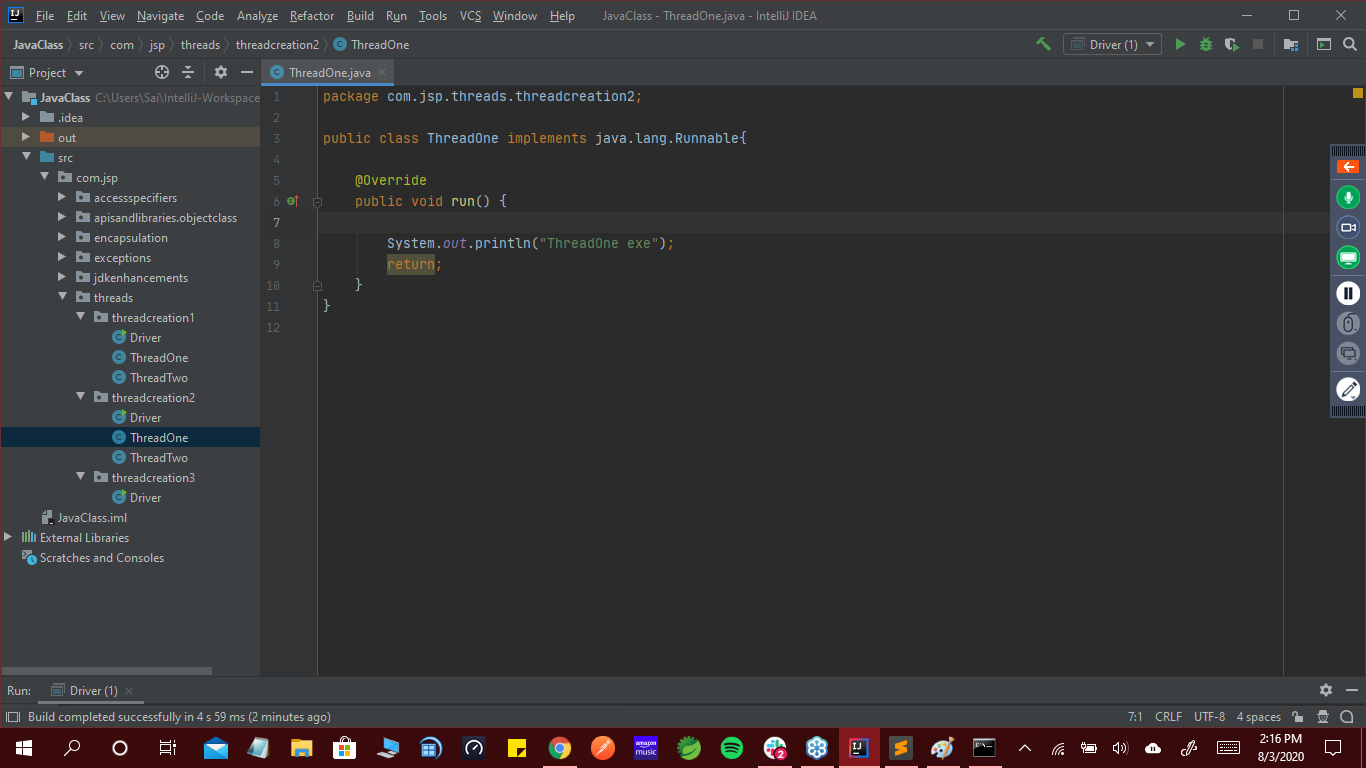 File Edit View Navigate Code Analyze Refactor Build Run Tools VCS Window Help JavaClass - ThreadOne.java - IntelliJ IDEA
JavaClass src com jsp threads threadcreation2 ThreadOne Driver (1)
Project ThreadOne.java
JavaClass C:\Users\Sai\IntelliJ-Workspace
.idea
out
src
com.jsp
accessspecifiers
apisandlibraries.objectclass
encapsulation
exceptions
jdkenhancements
threads
threadcreation1
Driver
ThreadOne
ThreadTwo
threadcreation2
Driver
ThreadOne
ThreadTwo
threadcreation3
Driver
JavaClass.iml
External Libraries
Scratches and Consoles
1 package com.jsp.threads.threadcreation2;
2
3 public class ThreadOne implements java.lang.Runnable{
4
5 @Override
6 public void run() {
7
8 System.out.println("ThreadOne exe");
9 return;
10 }
11 }
12
Run: Driver (1)
Build completed successfully in 4 s 59 ms (2 minutes ago) 7:1 CRLF UTF-8 4 spaces
amazon music
2
2:16 PM
8/3/2020